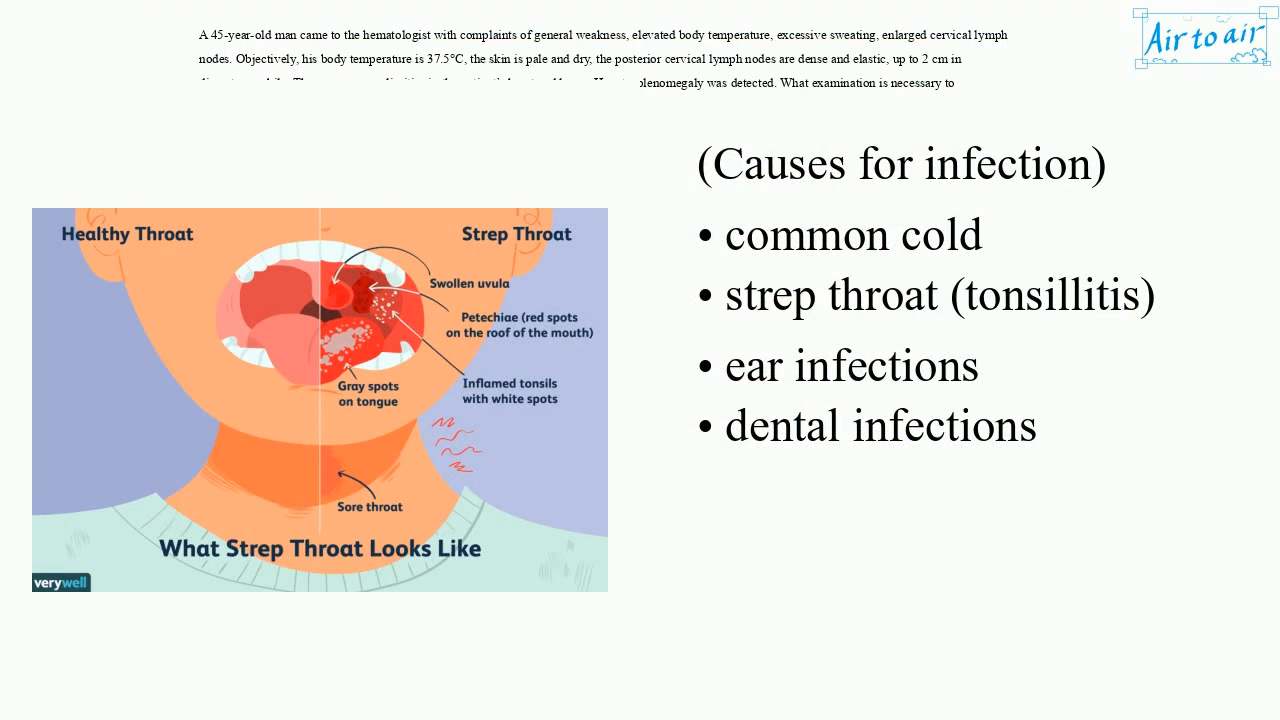 A 45-year-old man came to the hematologist with complaints of general weakness, elevated body temperature, excessive sweating, enlarged cervical lymph
nodes. Objectively, his body temperature is 37.5°C, the skin is pale and dry, the posterior cervical lymph nodes are dense and elastic, up to 2 cm in
was detected. What examination is necessary to
Air to air
(Causes for infection)
• common cold
• strep throat (tonsillitis)
• ear infections
• dental infections
Healthy Throat
Strep Throat
Swollen uvula
Petechiae (red spots
on the roof of the mouth)
Gray spots
on tongue
Inflamed tonsils
with white spots
Sore throat
What Strep Throat Looks Like
verywell